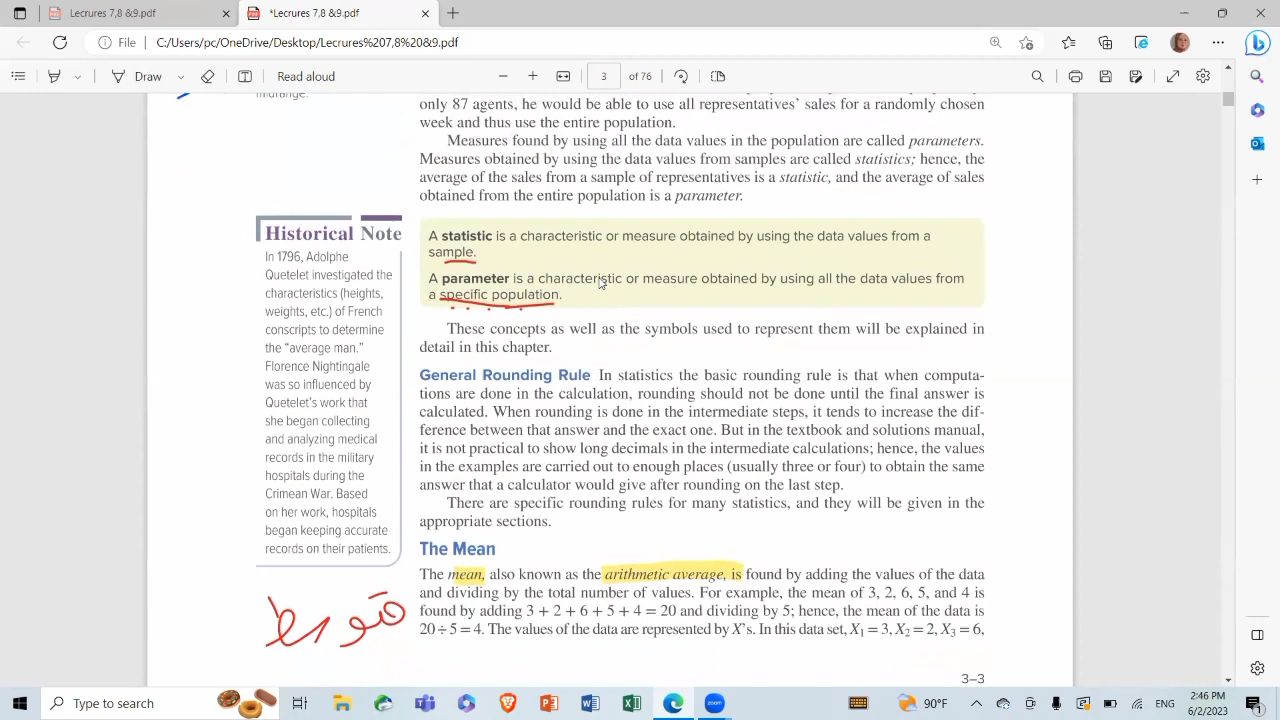 Lecrures 7,8 &9.pdf
*Lecrures 7,8 &9.pdf
File
C:/Users/pc/OneDrive/Desktop/Lecrures%207,8%20&9.pdf
Draw
Read aloud
3
of 76
midrange.
only 87 agents, he would be able to use all representatives' sales for a randomly chosen
week and thus use the entire population.
Measures found by using all the data values in the population are called parameters.
Measures obtained by using the data values from samples are called statistics; hence, the
average of the sales from a sample of representatives is a statistic, and the average of sales
obtained from the entire population is a parameter.
A statistic is a characteristic or measure obtained by using the data values from a
sample.
A parameter is a characteristic or measure obtained by using all the data values from
a specific population.
These concepts as well as the symbols used to represent them will be explained in
detail in this chapter.
General Rounding Rule In statistics the basic rounding rule is that when computa-
tions are done in the calculation, rounding should not be done until the final answer is
calculated. When rounding is done in the intermediate steps, it tends to increase the dif-
ference between that answer and the exact one. But in the textbook and solutions manual,
it is not practical to show long decimals in the intermediate calculations; hence, the values
in the examples are carried out to enough places (usually three or four) to obtain the same
answer that a calculator would give after rounding on the last step.
There are specific rounding rules for many statistics, and they will be given in the
appropriate sections.
The Mean
The mean, also known as the arithmetic average, is found by adding the values of the data
and dividing by the total number of values. For example, the mean of 3, 2, 6, 5, and 4 is
found by adding 3 + 2 + 6 + 5 + 4 = 20 and dividing by 5; hence, the mean of the data is
20 ÷ 5 = 4. The values of the data are represented by X's. In this data set, X₁ = 3, X₂ = 2, X₃ = 6,
3–3
Historical Note
In 1796, Adolphe
Quetelet investigated the
characteristics (heights,
weights, etc.) of French
conscripts to determine
the "average man."
Florence Nightingale
was so influenced by
Quetelet's work that
she began collecting
and analyzing medical
records in the military
hospitals during the
Crimean War. Based
on her work, hospitals
began keeping accurate
records on their patients.
متوسط
Type to search
zoom
90°F
ENG
2:46 PM
6/2/2023